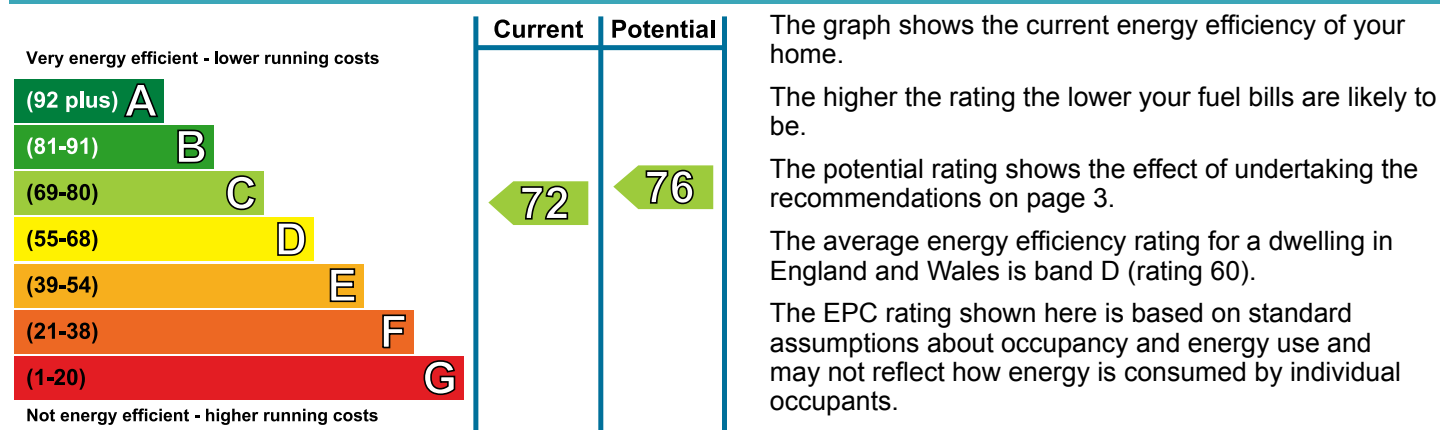 Current Potential
Very energy efficient - lower running costs
(92 plus) A
(81-91) B
(69-80) C
(55-68) D
(39-54) E
(21-38) F
(1-20) G
Not energy efficient - higher running costs
72
76
The graph shows the current energy efficiency of your
home.
The higher the rating the lower your fuel bills are likely to
be.
The potential rating shows the effect of undertaking the
recommendations on page 3.
The average energy efficiency rating for a dwelling in
England and Wales is band D (rating 60).
The EPC rating shown here is based on standard
assumptions about occupancy and energy use and
may not reflect how energy is consumed by individual
occupants.